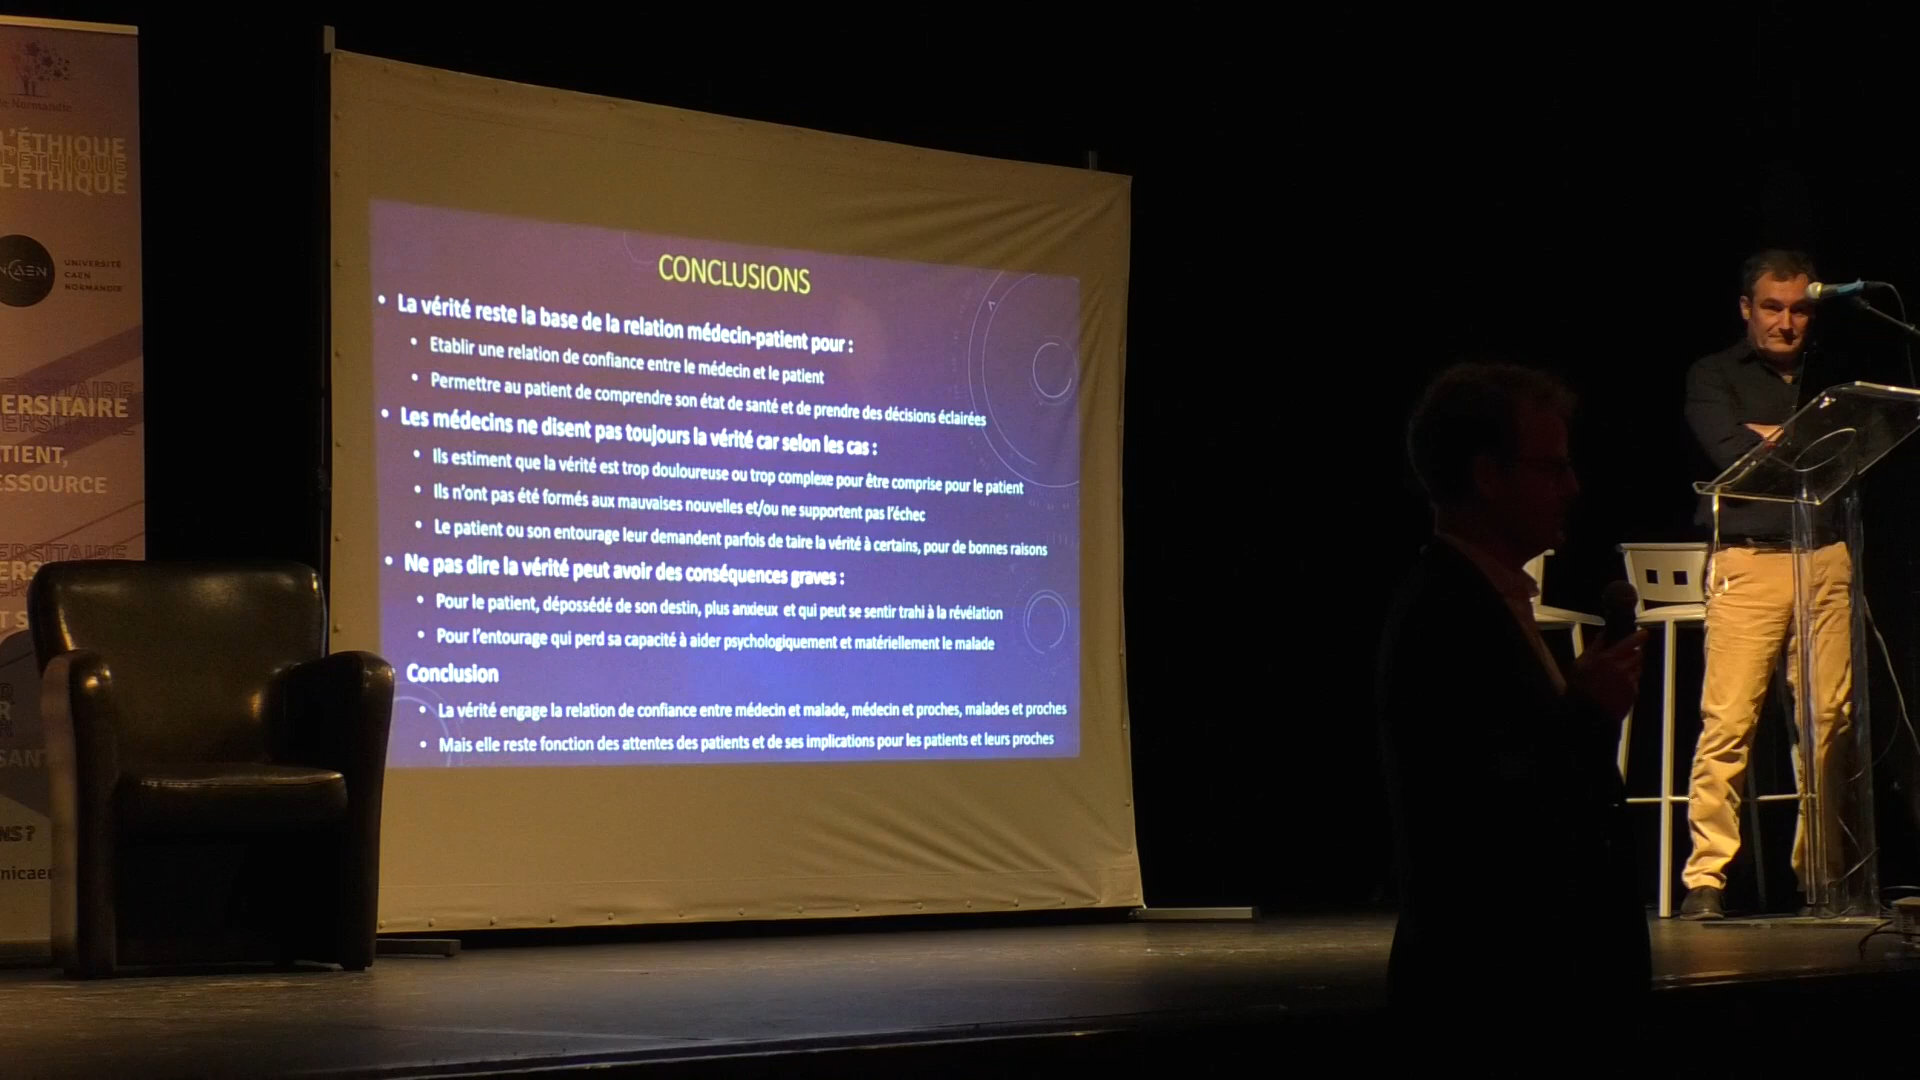 de Normandie
L'ÉTHIQUE
L'ÉTHIQUE
L'ÉTHIQUE
UNIVERSITÉ
CAEN
NORMANDIE
ERSITAIRE
TIENT,
ESSOURCE
NS ?
nicaen
CONCLUSIONS
• La vérité reste la base de la relation médecin-patient pour :
• Etablir une relation de confiance entre le médecin et le patient
• Permettre au patient de comprendre son état de santé et de prendre des décisions éclairées
• Les médecins ne disent pas toujours la vérité car selon les cas :
• Ils estiment que la vérité est trop douloureuse ou trop complexe pour être comprise pour le patient
• Ils n'ont pas été formés aux mauvaises nouvelles et/ou ne supportent pas l'échec
• Le patient ou son entourage leur demandent parfois de taire la vérité à certains, pour de bonnes raisons
• Ne pas dire la vérité peut avoir des conséquences graves :
• Pour le patient, dépossédé de son destin, plus anxieux et qui peut se sentir trahi à la révélation
• Pour l'entourage qui perd sa capacité à aider psychologiquement et matériellement le malade
Conclusion
• La vérité engage la relation de confiance entre médecin et malade, médecin et proches, malades et proches
• Mais elle reste fonction des attentes des patients et de ses implications pour les patients et leurs proches